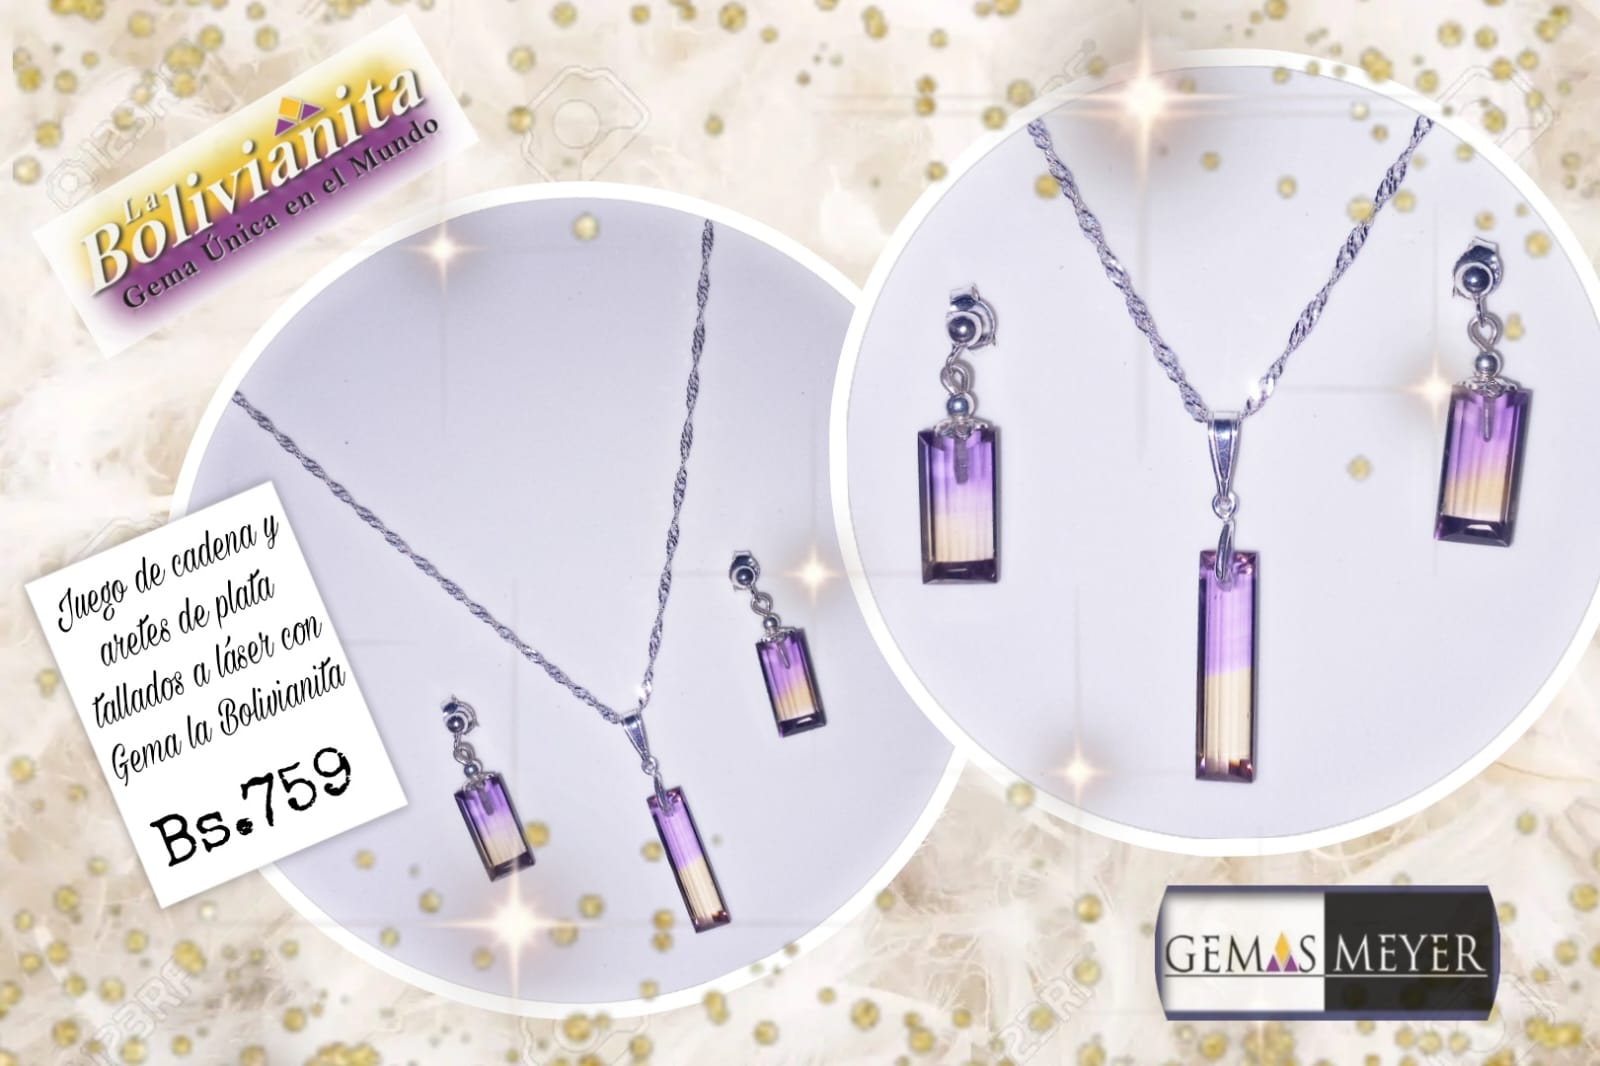 La
Bolivianita
Gema Única en el Mundo
Juego de cadena y
aretes de plata
tallados a láser con
Gema la Bolivianita
Bs.759
GEMAS MEYER
123RF